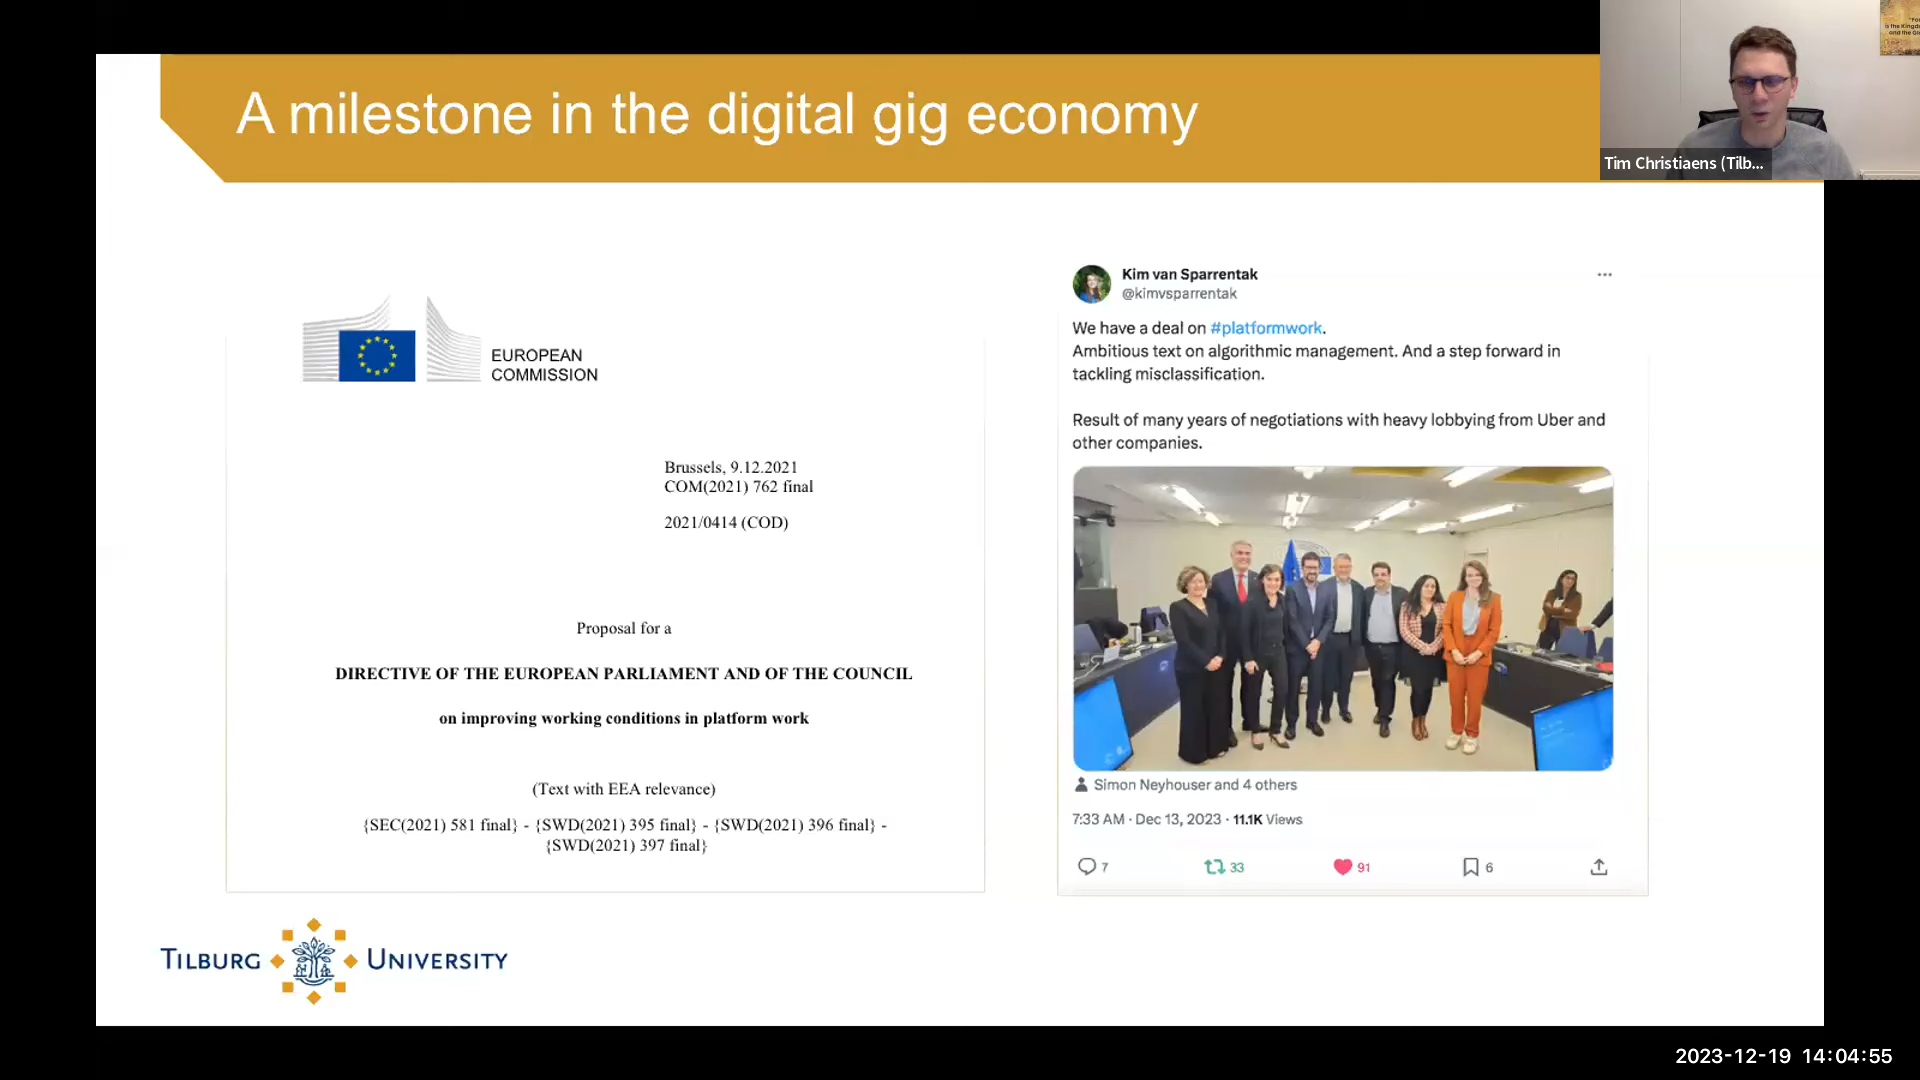 A milestone in the digital gig economy
is the Kingd
and the Gl
Tim Christiaens (Tilb...
EUROPEAN
COMMISSION
Brussels, 9.12.2021
COM(2021) 762 final
2021/0414 (COD)
Proposal for a
DIRECTIVE OF THE EUROPEAN PARLIAMENT AND OF THE COUNCIL
on improving working conditions in platform work
(Text with EEA relevance)
{SEC(2021) 581 final} - {SWD(2021) 395 final} - {SWD(2021) 396 final} -
{SWD(2021) 397 final}
Kim van Sparrentak
@kimvsparrentak
We have a deal on #platformwork.
Ambitious text on algorithmic management. And a step forward in
tackling misclassification.
Result of many years of negotiations with heavy lobbying from Uber and
other companies.
Simon Neyhouser and 4 others
7:33 AM · Dec 13, 2023 · 11.1K Views
7 33 91 6
TILBURG UNIVERSITY
2023-12-19 14:04:55